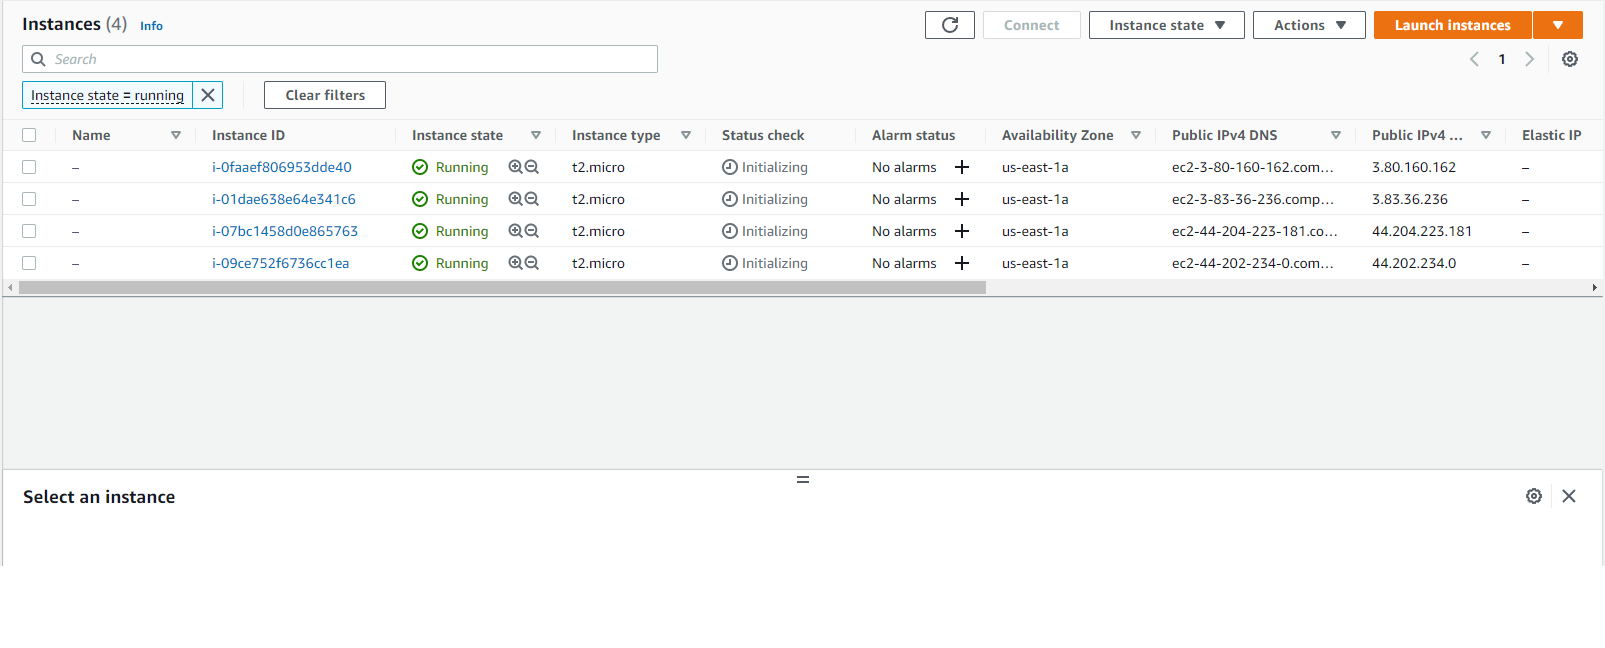 Instances (4) Info Connect Instance state Actions Launch instances
Search 1
Instance state = running Clear filters
Name Instance ID Instance state Instance type Status check Alarm status Availability Zone Public IPv4 DNS Public IPv4 ... Elastic IP
– i-0faaef806953dde40 Running t2.micro Initializing No alarms + us-east-1a ec2-3-80-160-162.com... 3.80.160.162 –
– i-01dae638e64e341c6 Running t2.micro Initializing No alarms + us-east-1a ec2-3-83-36-236.comp... 3.83.36.236 –
– i-07bc1458d0e865763 Running t2.micro Initializing No alarms + us-east-1a ec2-44-204-223-181.co... 44.204.223.181 –
– i-09ce752f6736cc1ea Running t2.micro Initializing No alarms + us-east-1a ec2-44-202-234-0.com... 44.202.234.0 –
Select an instance